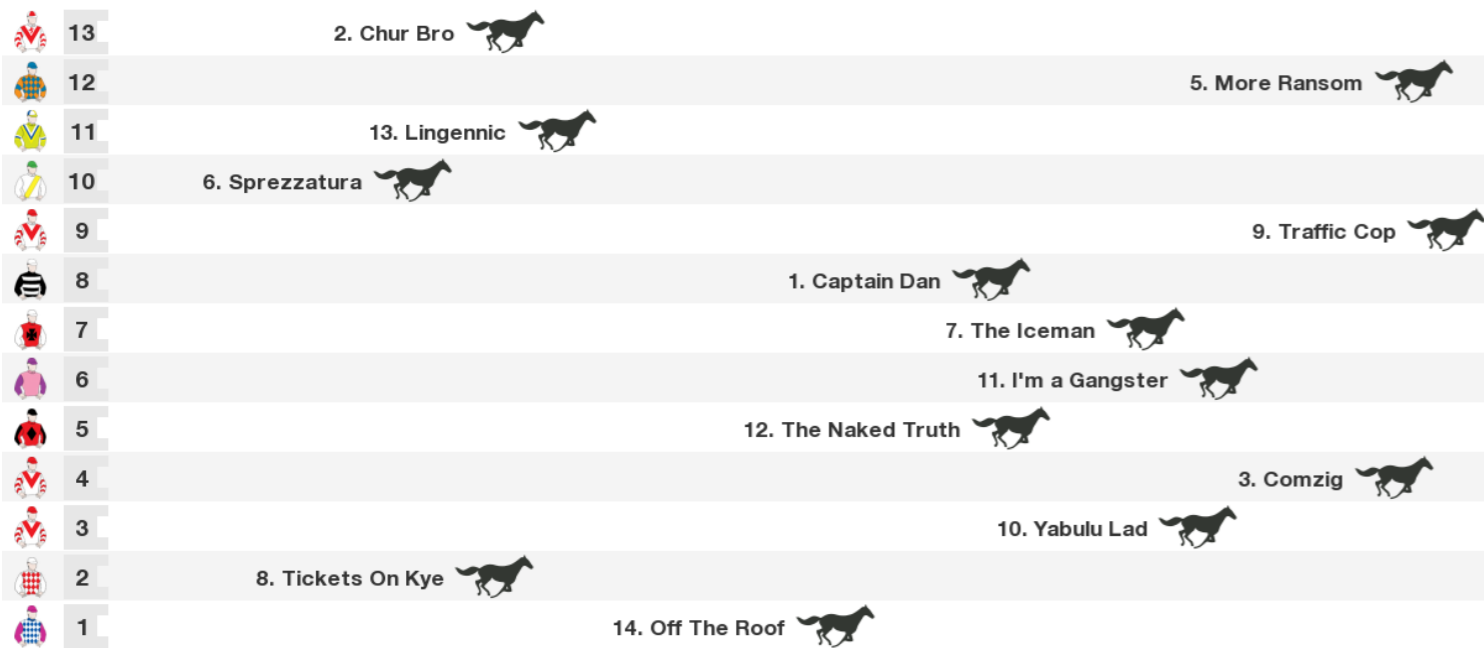 13 2. Chur Bro
12 5. More Ransom
11 13. Lingennic
10 6. Sprezzatura
9 9. Traffic Cop
8 1. Captain Dan
7 7. The Iceman
6 11. I'm a Gangster
5 12. The Naked Truth
4 3. Comzig
3 10. Yabulu Lad
2 8. Tickets On Kye
1 14. Off The Roof